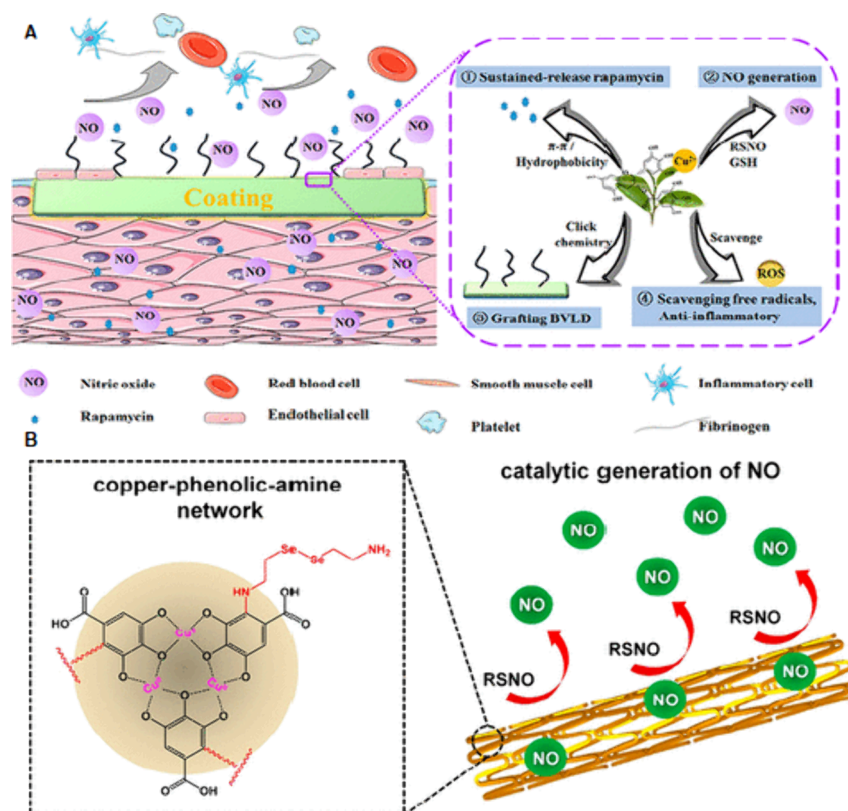 A
NO NO NO NO NO NO
Coating
NO NO NO NO NO
① Sustained-release rapamycin
② NO generation
NO
π-π /
Hydrophobicity
Cu²⁺
RSNO
GSH
Click
chemistry
Scavenge
ROS
③ Grafting BVLD
④ Scavenging free radicals,
Anti-inflammatory
NO Nitric oxide
Red blood cell
Smooth muscle cell
Inflammatory cell
Rapamycin
Endothelial cell
Platelet
Fibrinogen
B
copper-phenolic-amine
network
catalytic generation of NO
Se
Se
NH₂
HN
OH
O
O
HO
O
OH
NO
NO
NO
NO
NO
RSNO
RSNO
RSNO
NO
NO
NO